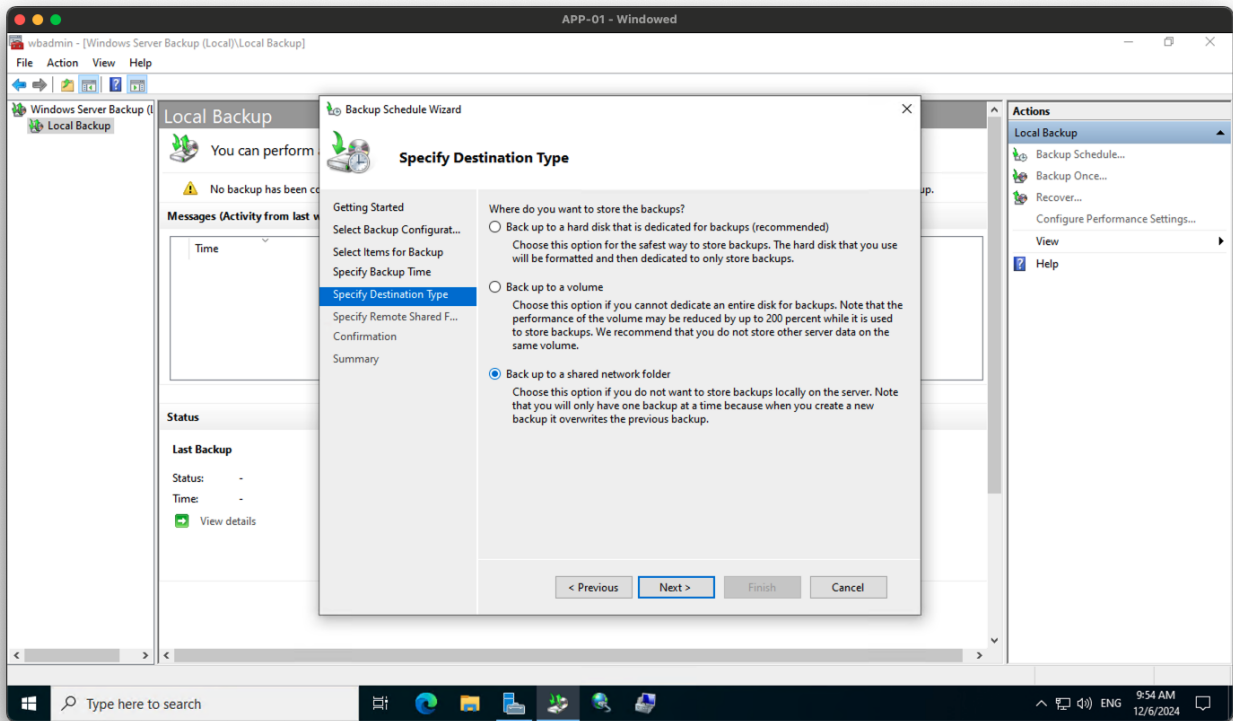 APP-01 - Windowed
wbadmin - [Windows Server Backup (Local)\Local Backup]
File Action View Help
Windows Server Backup (L
Local Backup
Local Backup
You can perform
No backup has been co
up.
Messages (Activity from last w
Time
Status
Last Backup
Status: -
Time: -
View details
Backup Schedule Wizard
Specify Destination Type
Getting Started
Select Backup Configurat...
Select Items for Backup
Specify Backup Time
Specify Destination Type
Specify Remote Shared F...
Confirmation
Summary
Where do you want to store the backups?
Back up to a hard disk that is dedicated for backups (recommended)
Choose this option for the safest way to store backups. The hard disk that you use
will be formatted and then dedicated to only store backups.
Back up to a volume
Choose this option if you cannot dedicate an entire disk for backups. Note that the
performance of the volume may be reduced by up to 200 percent while it is used
to store backups. We recommend that you do not store other server data on the
same volume.
Back up to a shared network folder
Choose this option if you do not want to store backups locally on the server. Note
that you will only have one backup at a time because when you create a new
backup it overwrites the previous backup.
< Previous
Next >
Finish
Cancel
Actions
Local Backup
Backup Schedule...
Backup Once...
Recover...
Configure Performance Settings...
View
Help
Type here to search
ENG
9:54 AM
12/6/2024